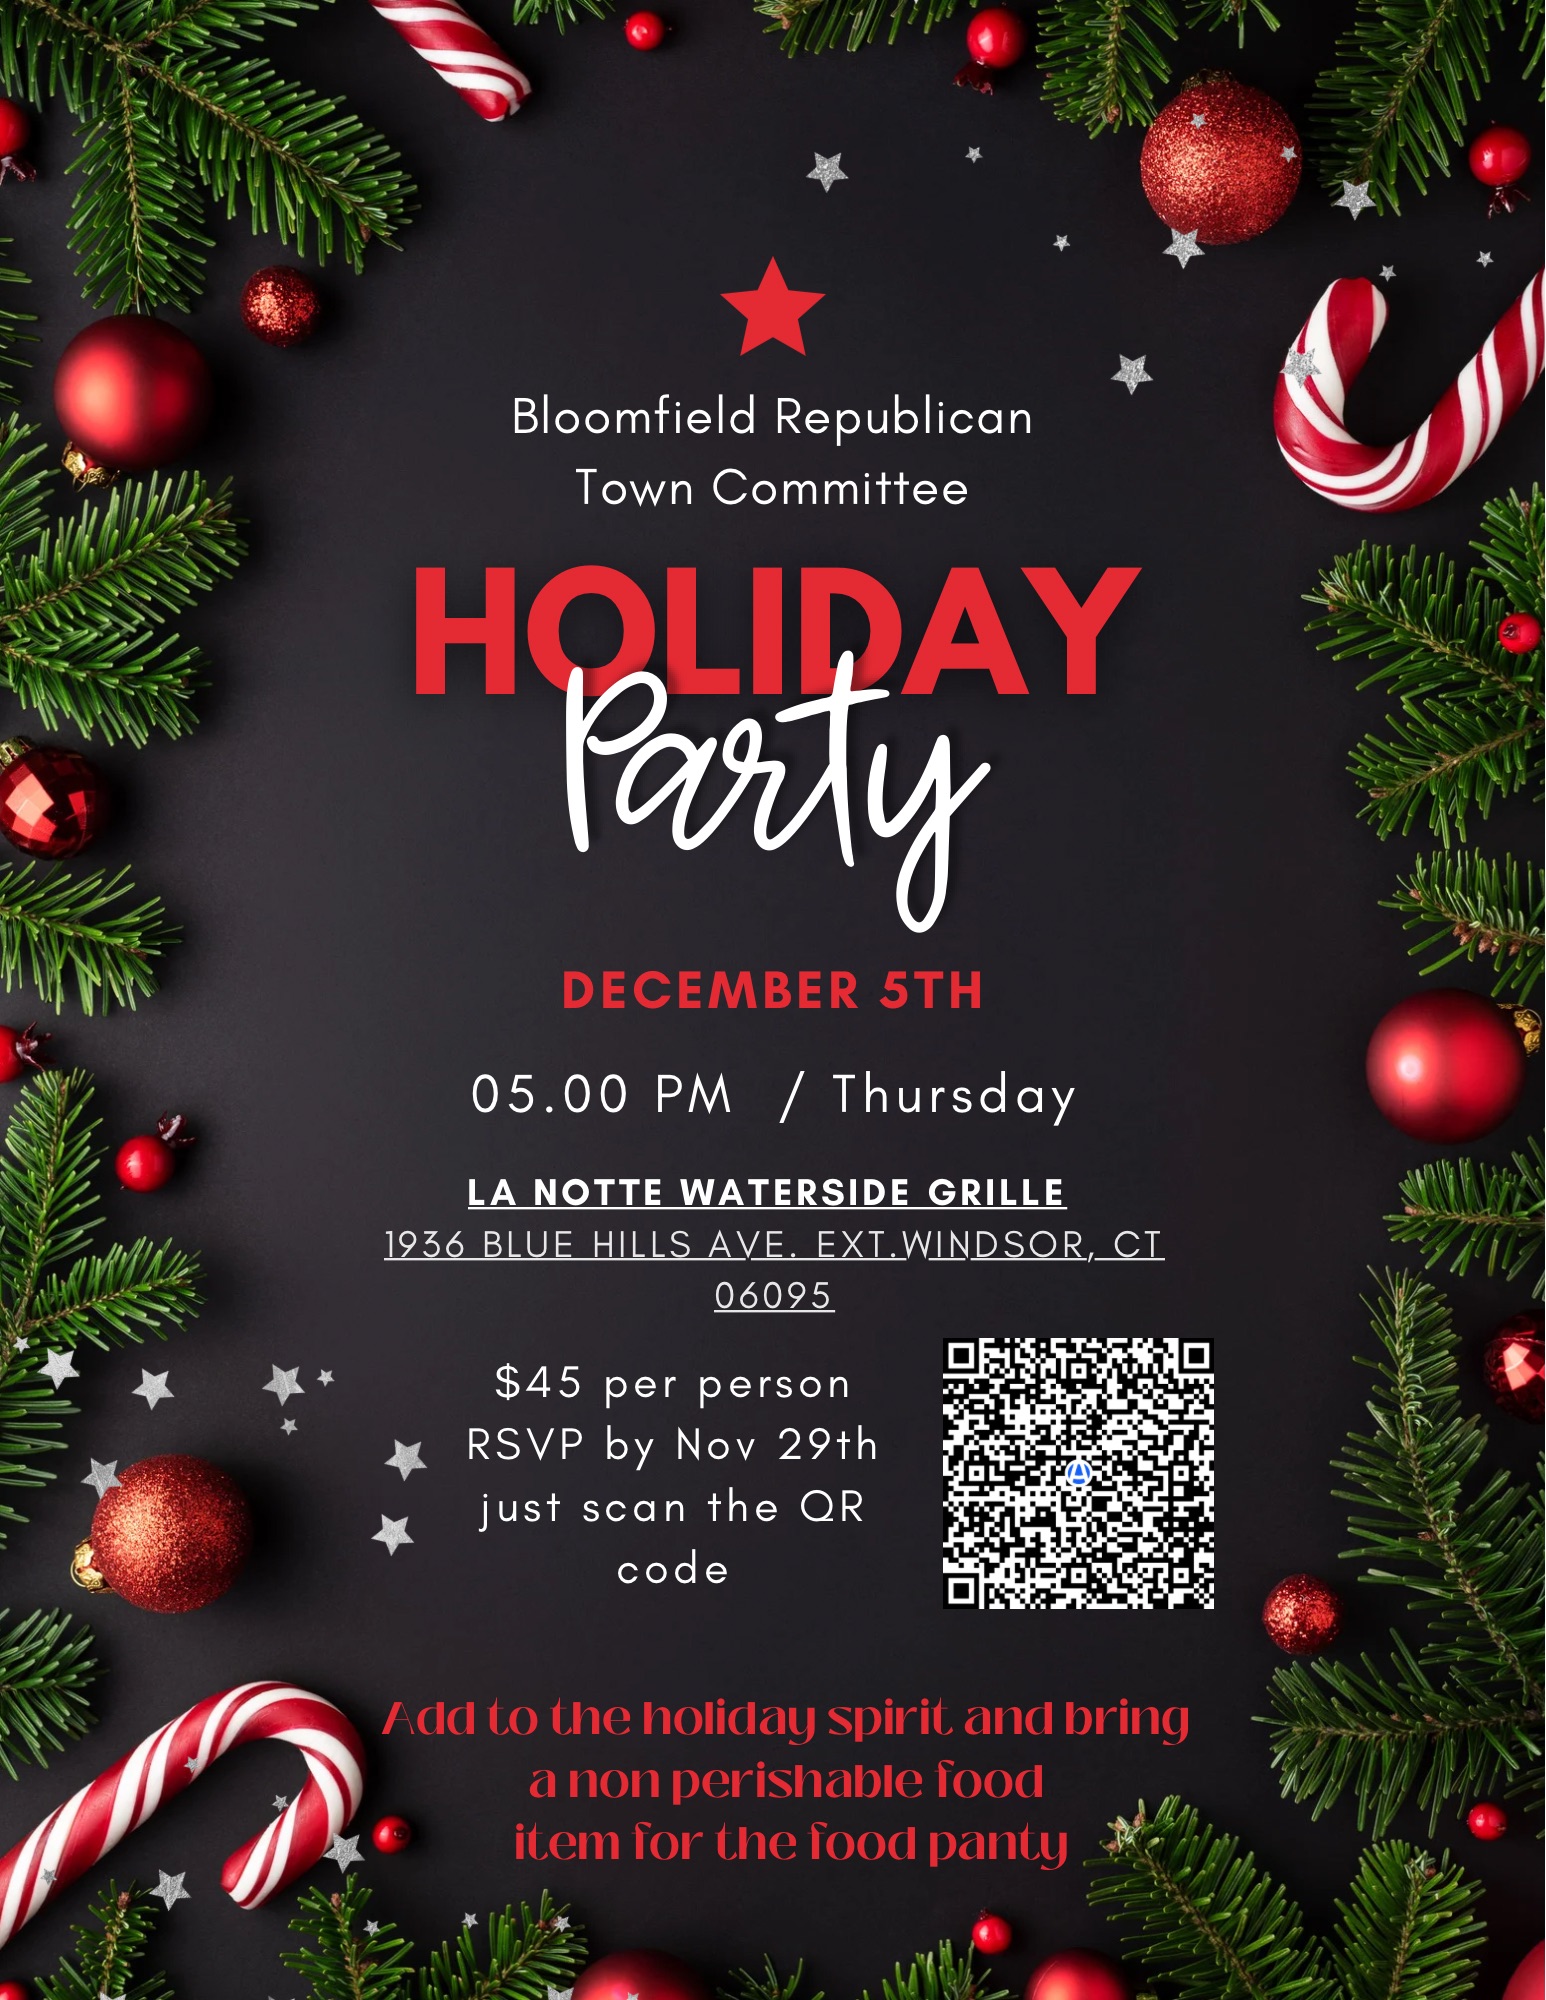 Bloomfield Republican
Town Committee
HOLIDAY
Party
DECEMBER 5TH
05.00 PM / Thursday
LA NOTTE WATERSIDE GRILLE
1936 BLUE HILLS AVE. EXT.WINDSOR, CT
06095
$45 per person
RSVP by Nov 29th
just scan the QR
code
Add to the holiday spirit and bring
a non perishable food
item for the food panty